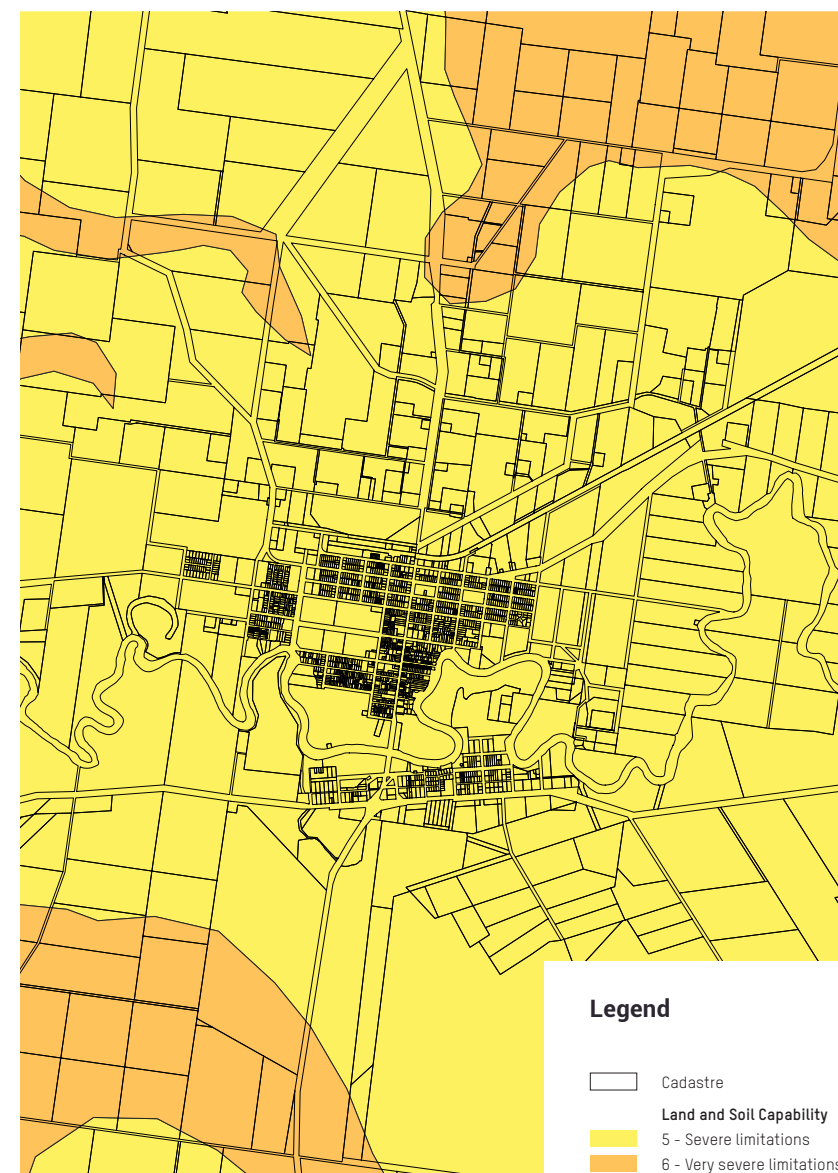 Legend
Cadastre
Land and Soil Capability
5 - Severe limitations
6 - Very severe limitations